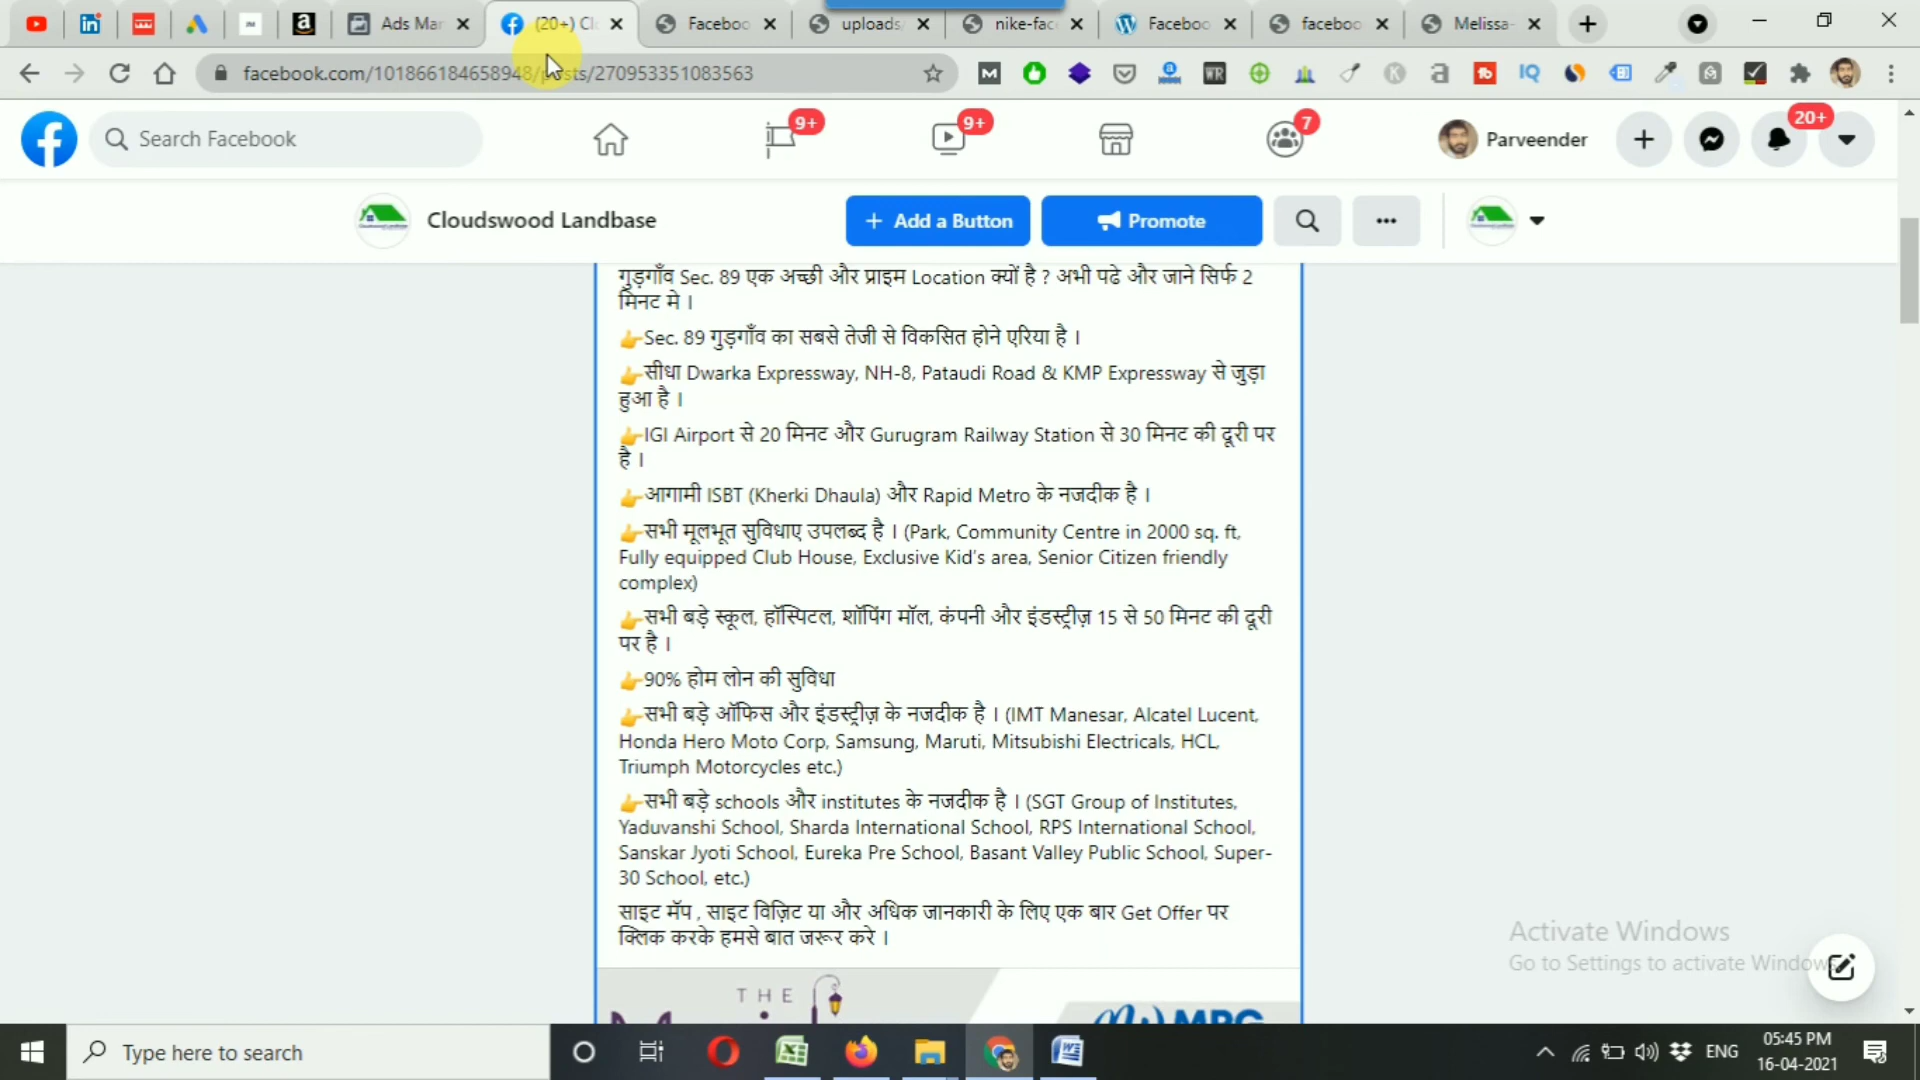 Ads Mar
(20+) Cl
Faceboo
uploads
nike-fac
Faceboo
faceboo
Melissa-
facebook.com/101866184658948/posts/270953351083563
Search Facebook
9+
9+
7
Parveender
20+
Cloudswood Landbase
+ Add a Button
Promote
गुड़गाँव Sec. 89 एक अच्छी और प्राइम Location क्यों है ? अभी पढे और जाने सिर्फ 2
मिनट मे ।
👉Sec. 89 गुड़गाँव का सबसे तेजी से विकसित होने एरिया है ।
👉सीधा Dwarka Expressway, NH-8, Pataudi Road & KMP Expressway से जुड़ा
हुआ है ।
👉IGI Airport से 20 मिनट और Gurugram Railway Station से 30 मिनट की दूरी पर
है ।
👉आगामी ISBT (Kherki Dhaula) और Rapid Metro के नजदीक है ।
👉सभी मूलभूत सुविधाए उपलब्द है । (Park, Community Centre in 2000 sq. ft,
Fully equipped Club House, Exclusive Kid's area, Senior Citizen friendly
complex)
👉सभी बड़े स्कूल, हॉस्पिटल, शॉपिंग मॉल, कंपनी और इंडस्ट्रीज़ 15 से 50 मिनट की दूरी
पर है ।
👉90% होम लोन की सुविधा
👉सभी बड़े ऑफिस और इंडस्ट्रीज़ के नजदीक है । (IMT Manesar, Alcatel Lucent,
Honda Hero Moto Corp, Samsung, Maruti, Mitsubishi Electricals, HCL,
Triumph Motorcycles etc.)
👉सभी बड़े schools और institutes के नजदीक है । (SGT Group of Institutes,
Yaduvanshi School, Sharda International School, RPS International School,
Sanskar Jyoti School, Eureka Pre School, Basant Valley Public School, Super-
30 School, etc.)
साइट मॅप , साइट विज़िट या और अधिक जानकारी के लिए एक बार Get Offer पर
क्लिक करके हमसे बात जरूर करे ।
THE
Activate Windows
Go to Settings to activate Windows
Type here to search
ENG
05:45 PM
16-04-2021